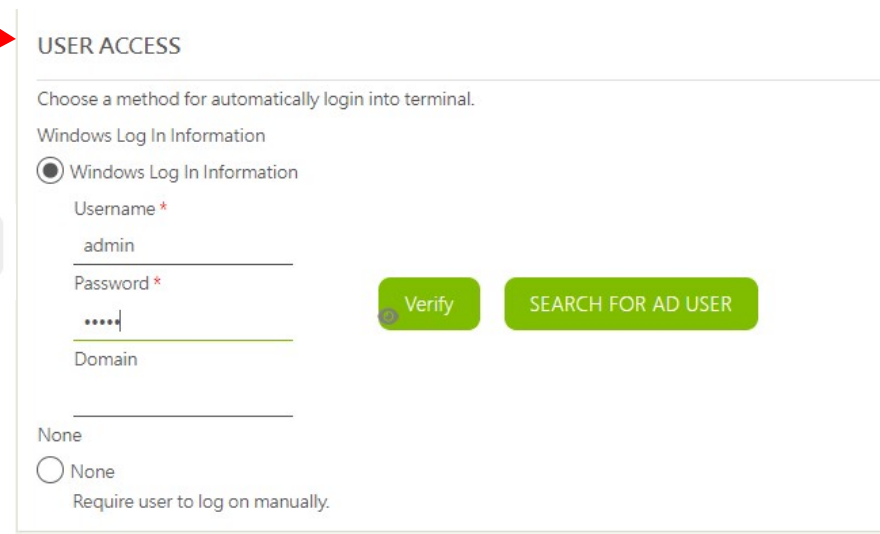 USER ACCESS
Choose a method for automatically login into terminal.
Windows Log In Information
Windows Log In Information
Username *
admin
Password *
•••••
Verify
SEARCH FOR AD USER
Domain
None
None
Require user to log on manually.